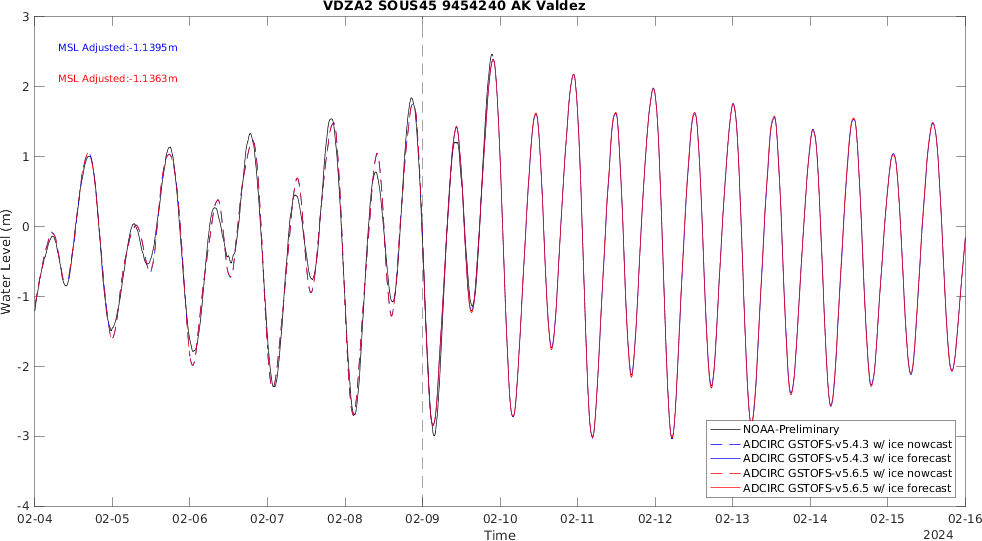 VDZA2 SOUS45 9454240 AK Valdez
MSL Adjusted:-1.1395m
MSL Adjusted:-1.1363m
Water Level (m)
3
2
1
0
-1
-2
-3
-4
NOAA-Preliminary
ADCIRC GSTOFS-v5.4.3 w/ ice nowcast
ADCIRC GSTOFS-v5.4.3 w/ ice forecast
ADCIRC GSTOFS-v5.6.5 w/ ice nowcast
ADCIRC GSTOFS-v5.6.5 w/ ice forecast
02-04 02-05 02-06 02-07 02-08 02-09 02-10 02-11 02-12 02-13 02-14 02-15 02-16
Time
2024